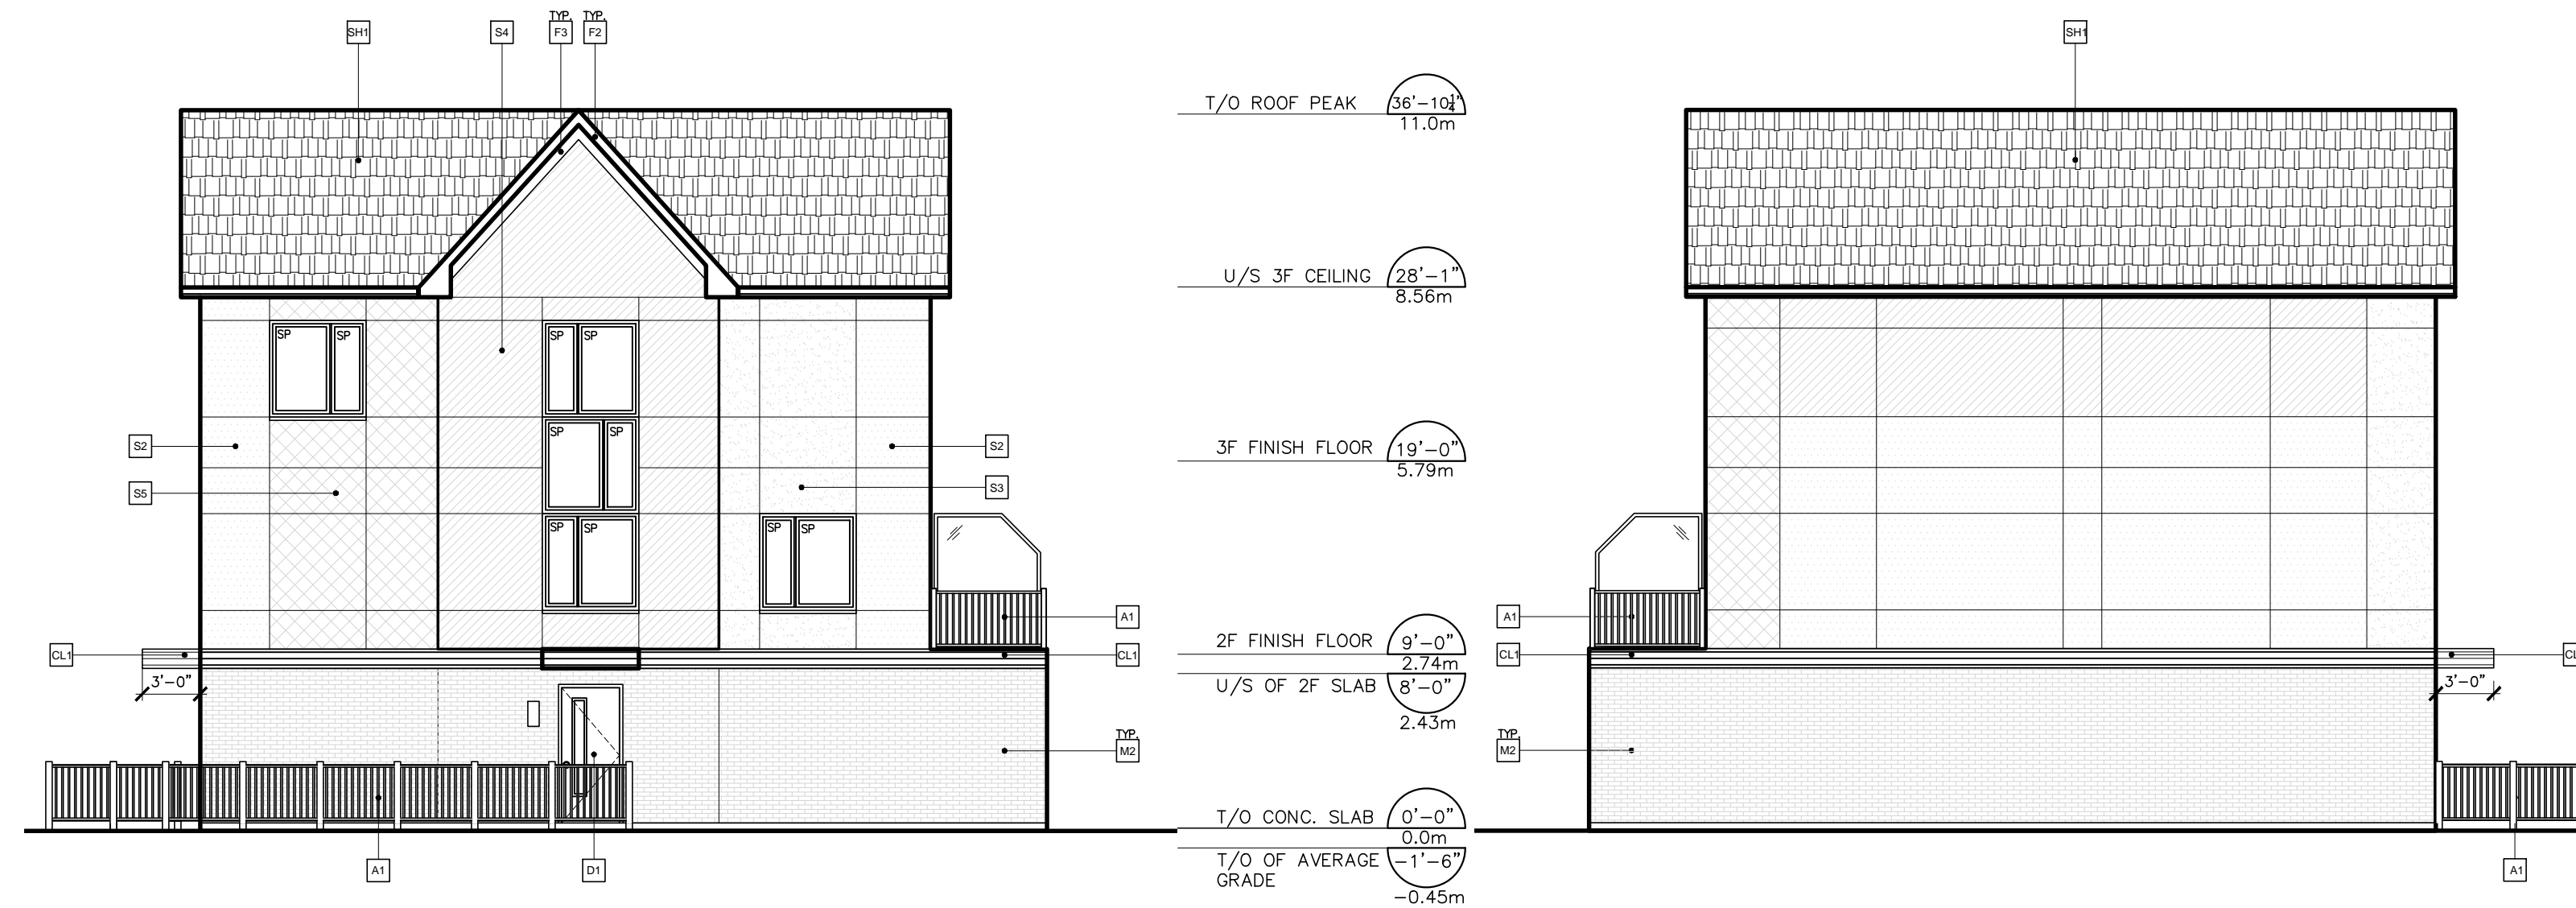 TYP. TYP.
SH1 S4 F3 F2 SH1
T/O ROOF PEAK 36'-10¼"
11.0m
U/S 3F CEILING 28'-1"
8.56m
SP SP SP SP
SP SP
S2 S2 3F FINISH FLOOR 19'-0"
5.79m
S5 S3
SP SP SP SP
A1 A1
2F FINISH FLOOR 9'-0"
2.74m
CL1 CL1 CL1 CL
3'-0" U/S OF 2F SLAB 8'-0" 3'-0"
2.43m
TYP. TYP.
M2 M2
T/O CONC. SLAB 0'-0"
0.0m
T/O OF AVERAGE -1'-6"
GRADE
-0.45m
A1 D1 A1